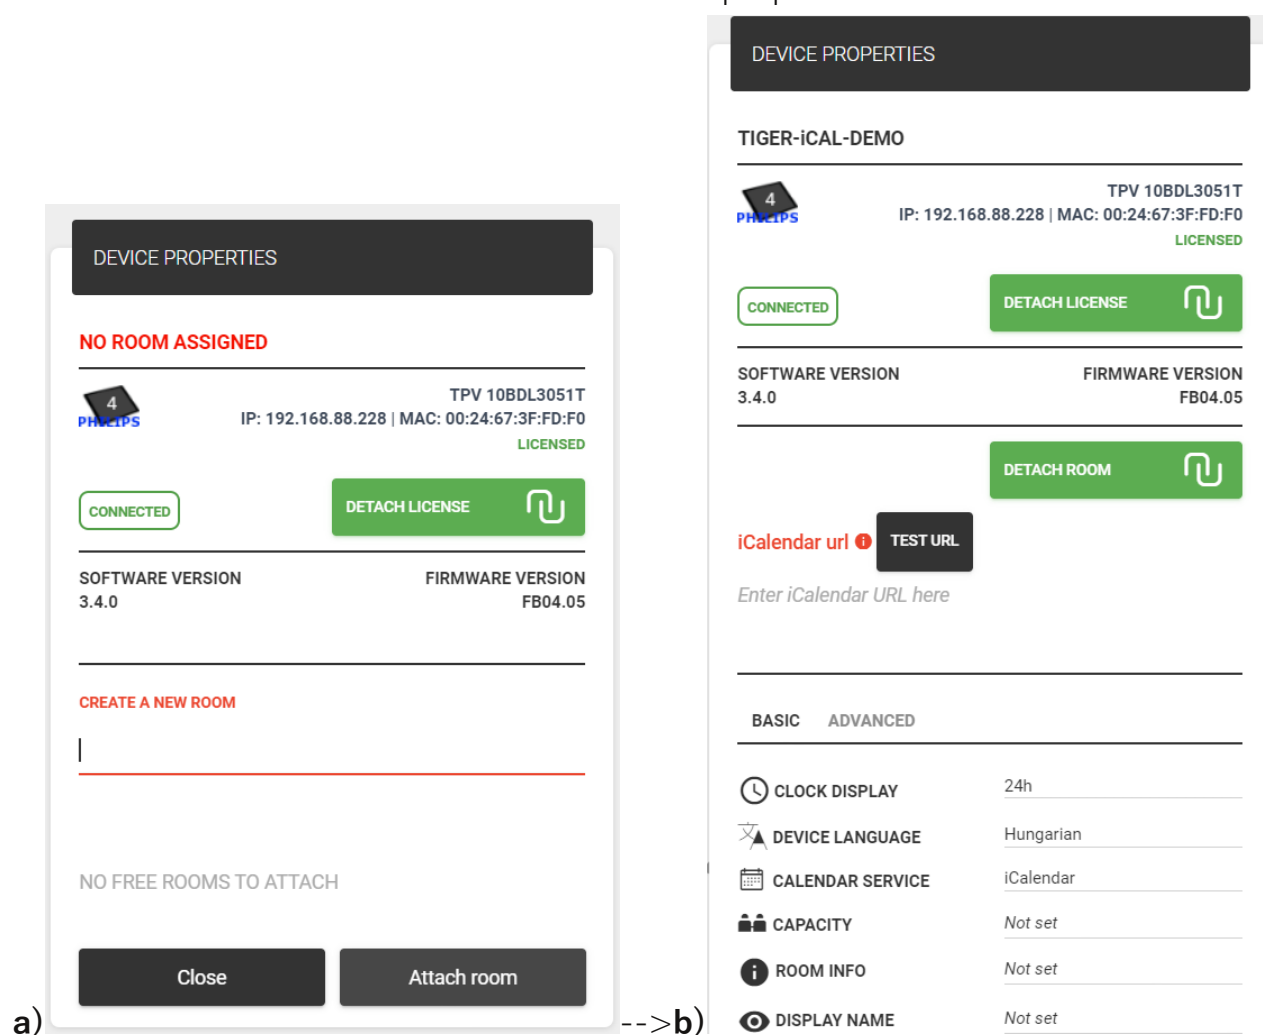 DEVICE PROPERTIES
NO ROOM ASSIGNED
4
PHILIPS
TPV 10BDL3051T
IP: 192.168.88.228 | MAC: 00:24:67:3F:FD:F0
LICENSED
CONNECTED
DETACH LICENSE
SOFTWARE VERSION
3.4.0
FIRMWARE VERSION
FB04.05
CREATE A NEW ROOM
NO FREE ROOMS TO ATTACH
Close
Attach room
a)
-->b)
DEVICE PROPERTIES
TIGER-iCAL-DEMO
4
PHILIPS
TPV 10BDL3051T
IP: 192.168.88.228 | MAC: 00:24:67:3F:FD:F0
LICENSED
CONNECTED
DETACH LICENSE
SOFTWARE VERSION
3.4.0
FIRMWARE VERSION
FB04.05
DETACH ROOM
iCalendar url
TEST URL
Enter iCalendar URL here
BASIC ADVANCED
CLOCK DISPLAY 24h
DEVICE LANGUAGE Hungarian
CALENDAR SERVICE iCalendar
CAPACITY Not set
ROOM INFO Not set
DISPLAY NAME Not set